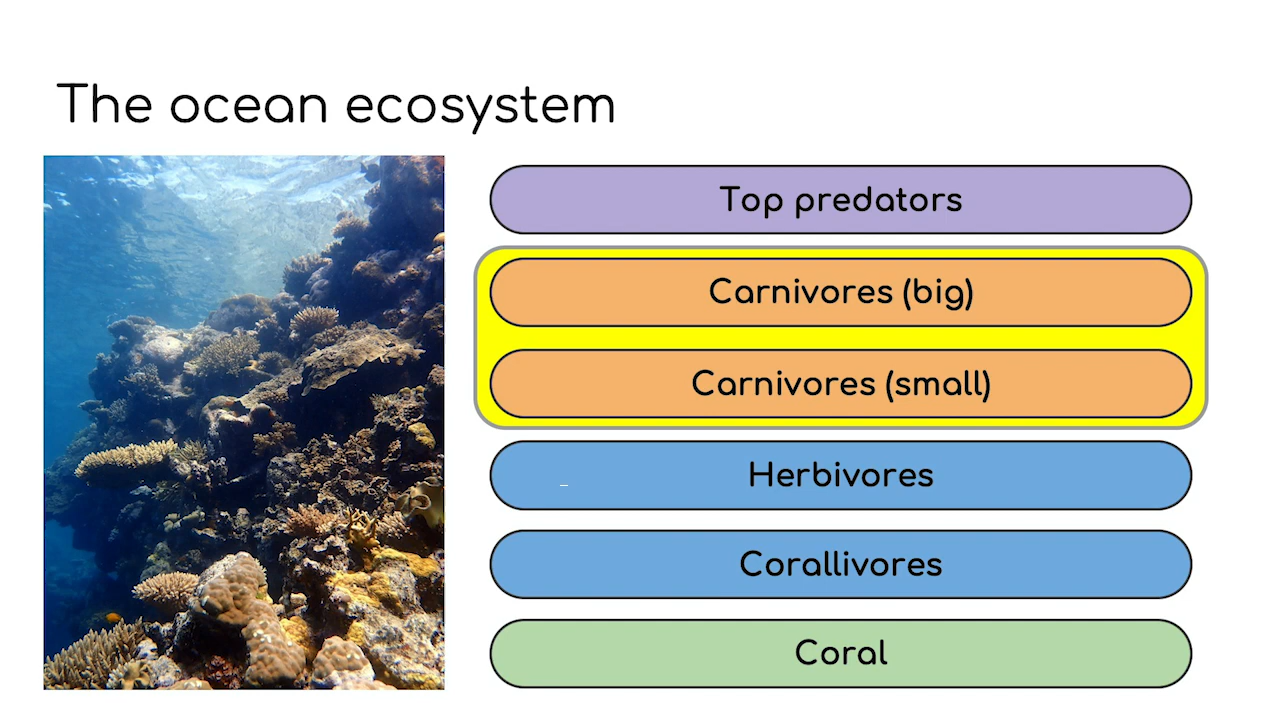 The ocean ecosystem
Top predators
Carnivores (big)
Carnivores (small)
Herbivores
Corallivores
Coral